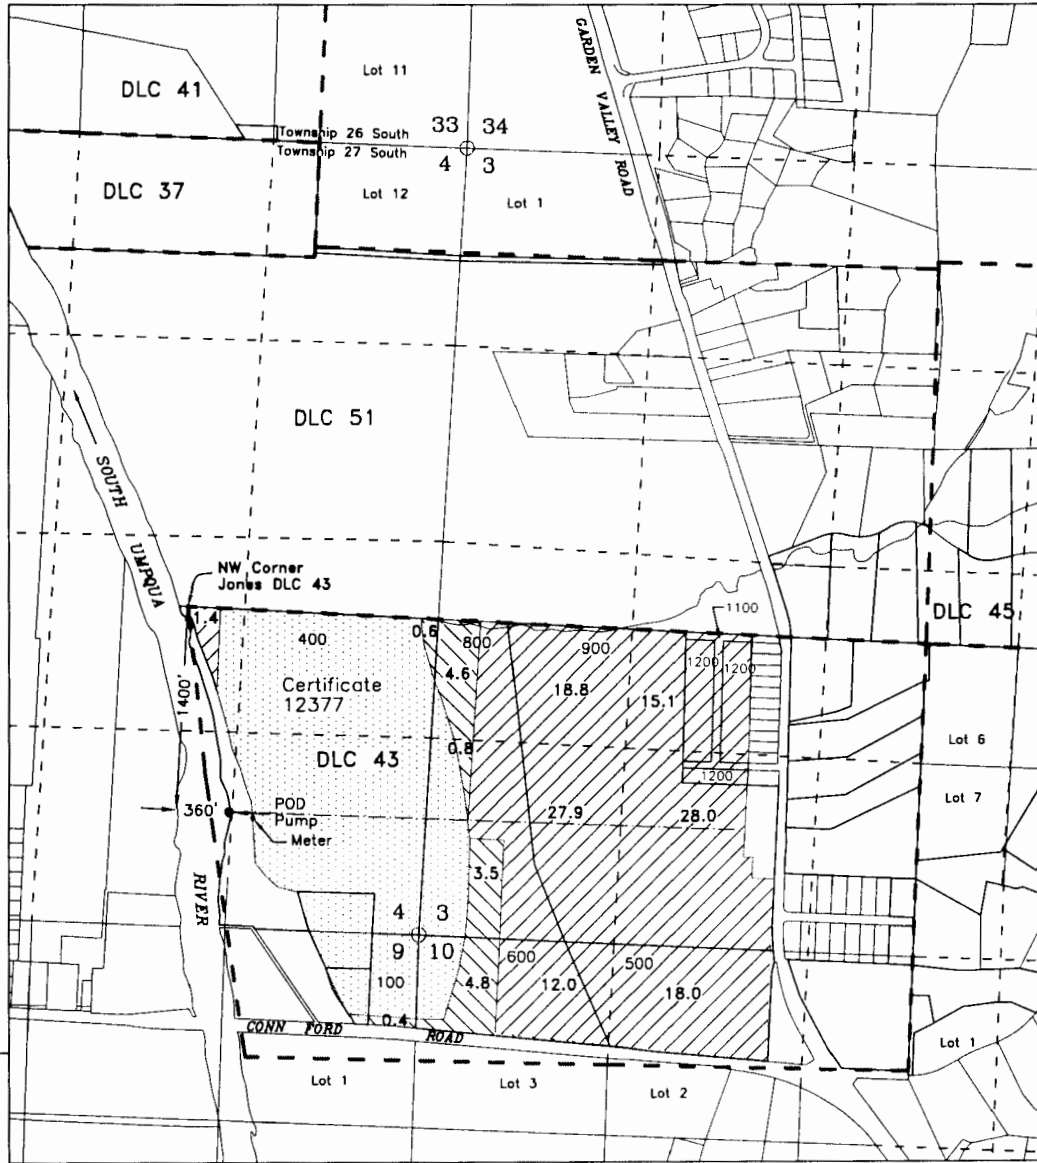 GARDEN VALLEY ROAD
Lot 11
DLC 41
Township 26 South
33 34
Township 27 South
4 3
DLC 37
Lot 12
Lot 1
DLC 51
SOUTH UMPQUA
NW Corner
Jones DLC 43
1100
DLC 45
1.4
400
0.6
800
900
1200
1200
4.6
Certificate
12377
18.8
15.1
1400'
0.8
Lot 6
DLC 43
1200
Lot 7
360'
POD
Pump
Meter
27.9
28.0
RIVER
3.5
4 3
9 10
600
500
100
4.8
12.0
18.0
0.4
CONN FORD ROAD
Lot 1
Lot 1
Lot 3
Lot 2